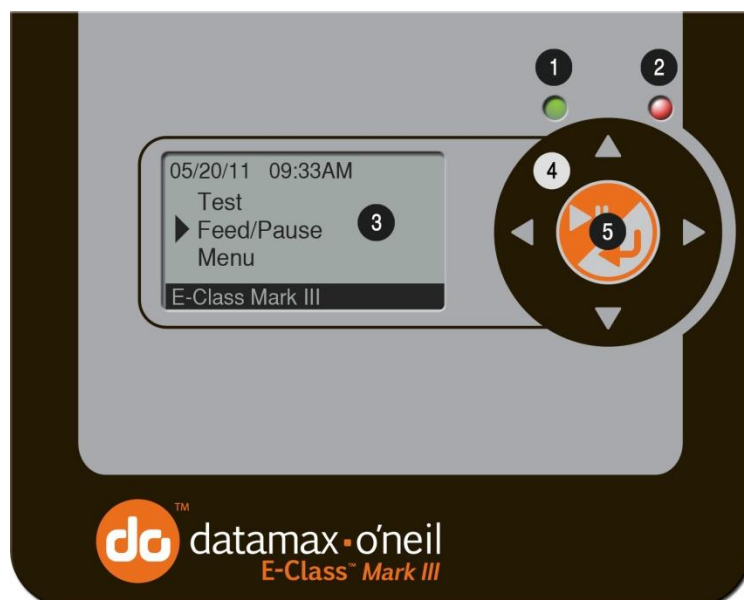 1
2
05/20/11 09:33AM
4
Test
Feed/Pause
3
5
Menu
E-Class Mark III
TM
do datamax·o'neil
E-Class™ Mark III